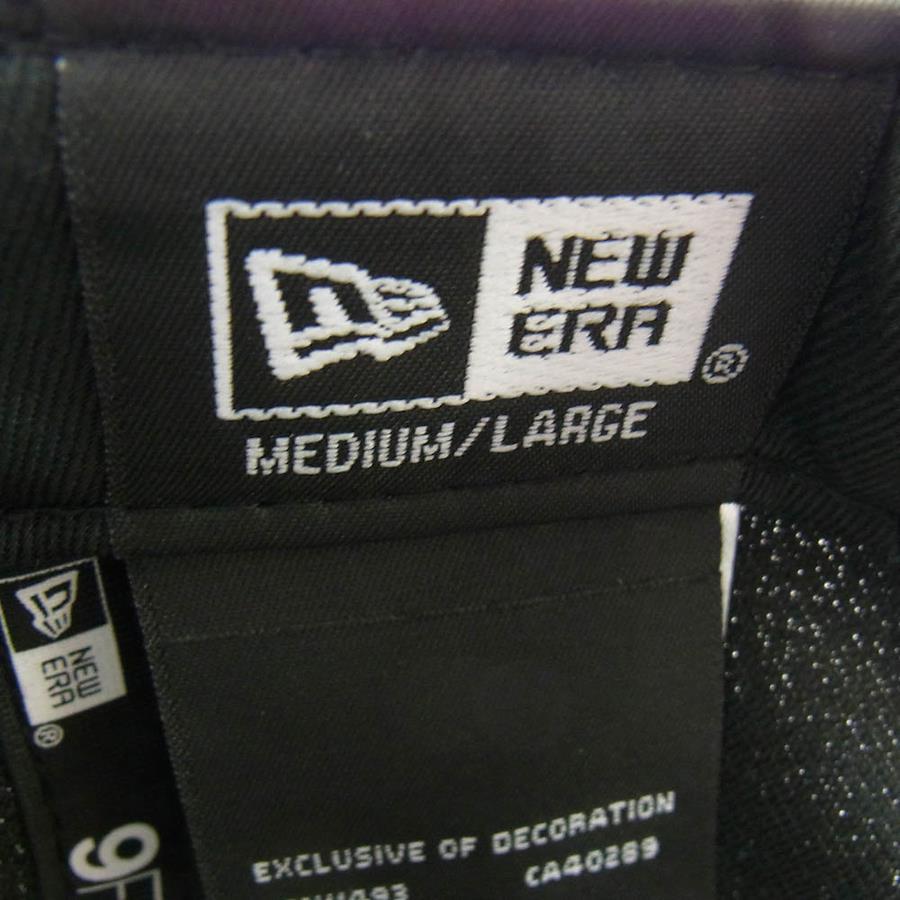 NEW
ERA®
MEDIUM/LARGE
NEW
ERA
®
EXCLUSIVE OF DECORATION
CA40289